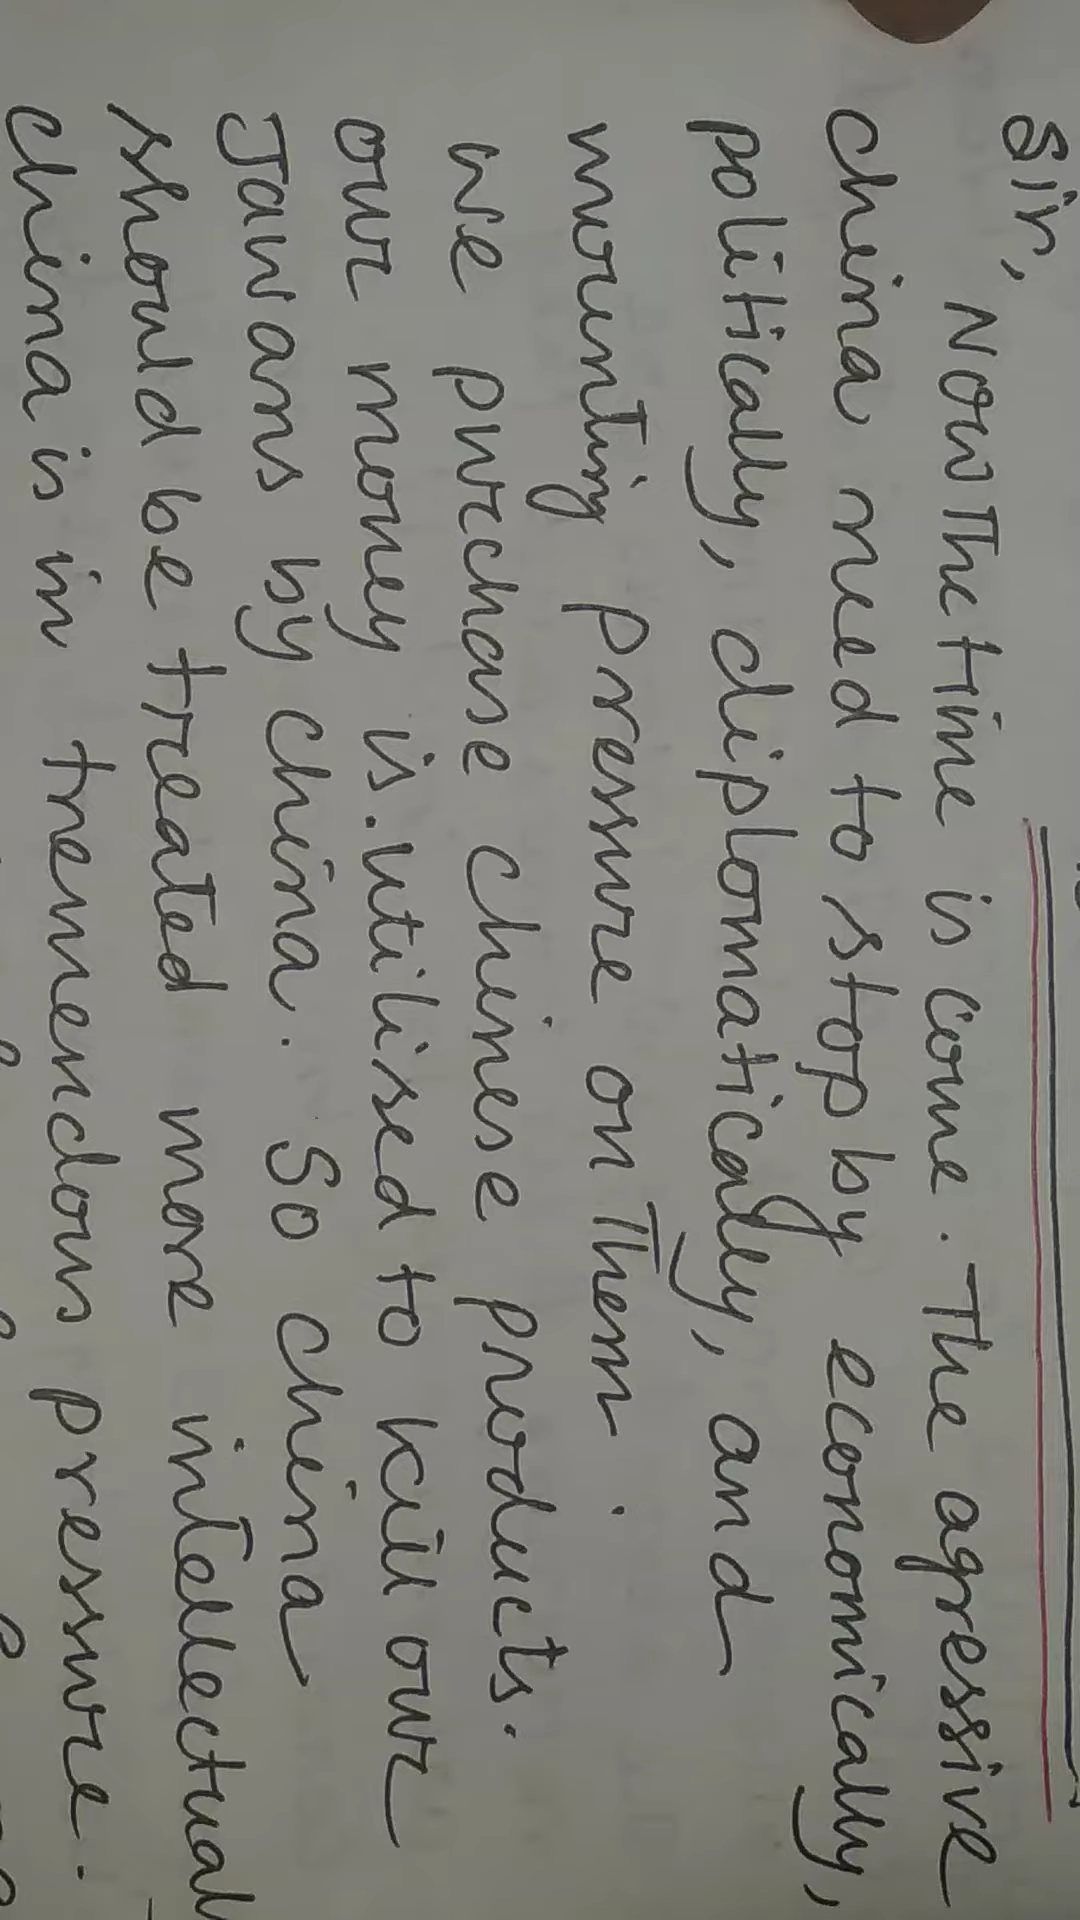 Sir,
Now The time is come. The agressive
china need to stop by economically,
politically, diplomatically, and
mounting pressure on Them.
we purchase chinese products.
our money is utilised to kill our
Jawans by china. So china
should be treated more intellectual
china is in tremendous pressure.